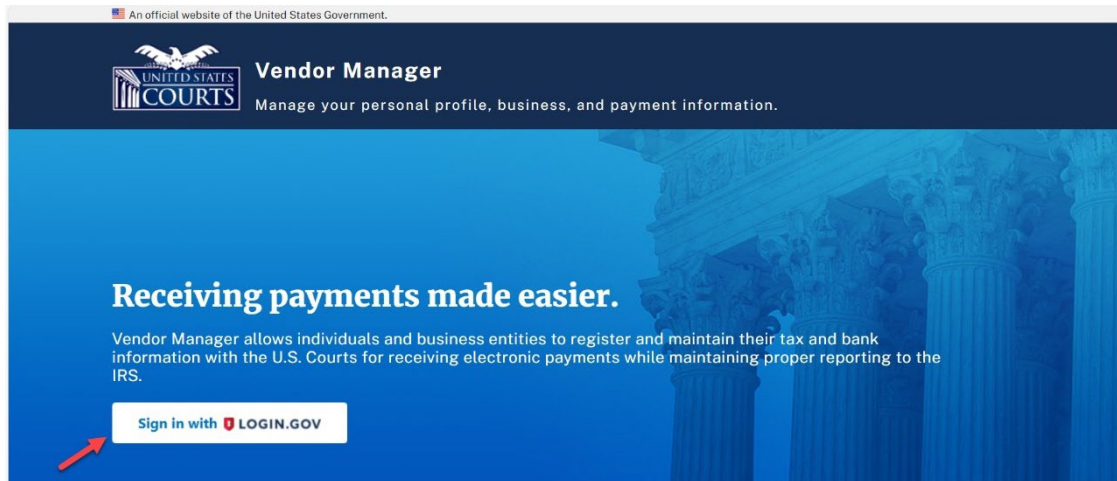 An official website of the United States Government.
UNITED STATES
COURTS
Vendor Manager
Manage your personal profile, business, and payment information.
Receiving payments made easier.
Vendor Manager allows individuals and business entities to register and maintain their tax and bank
information with the U.S. Courts for receiving electronic payments while maintaining proper reporting to the
IRS.
Sign in with LOGIN.GOV